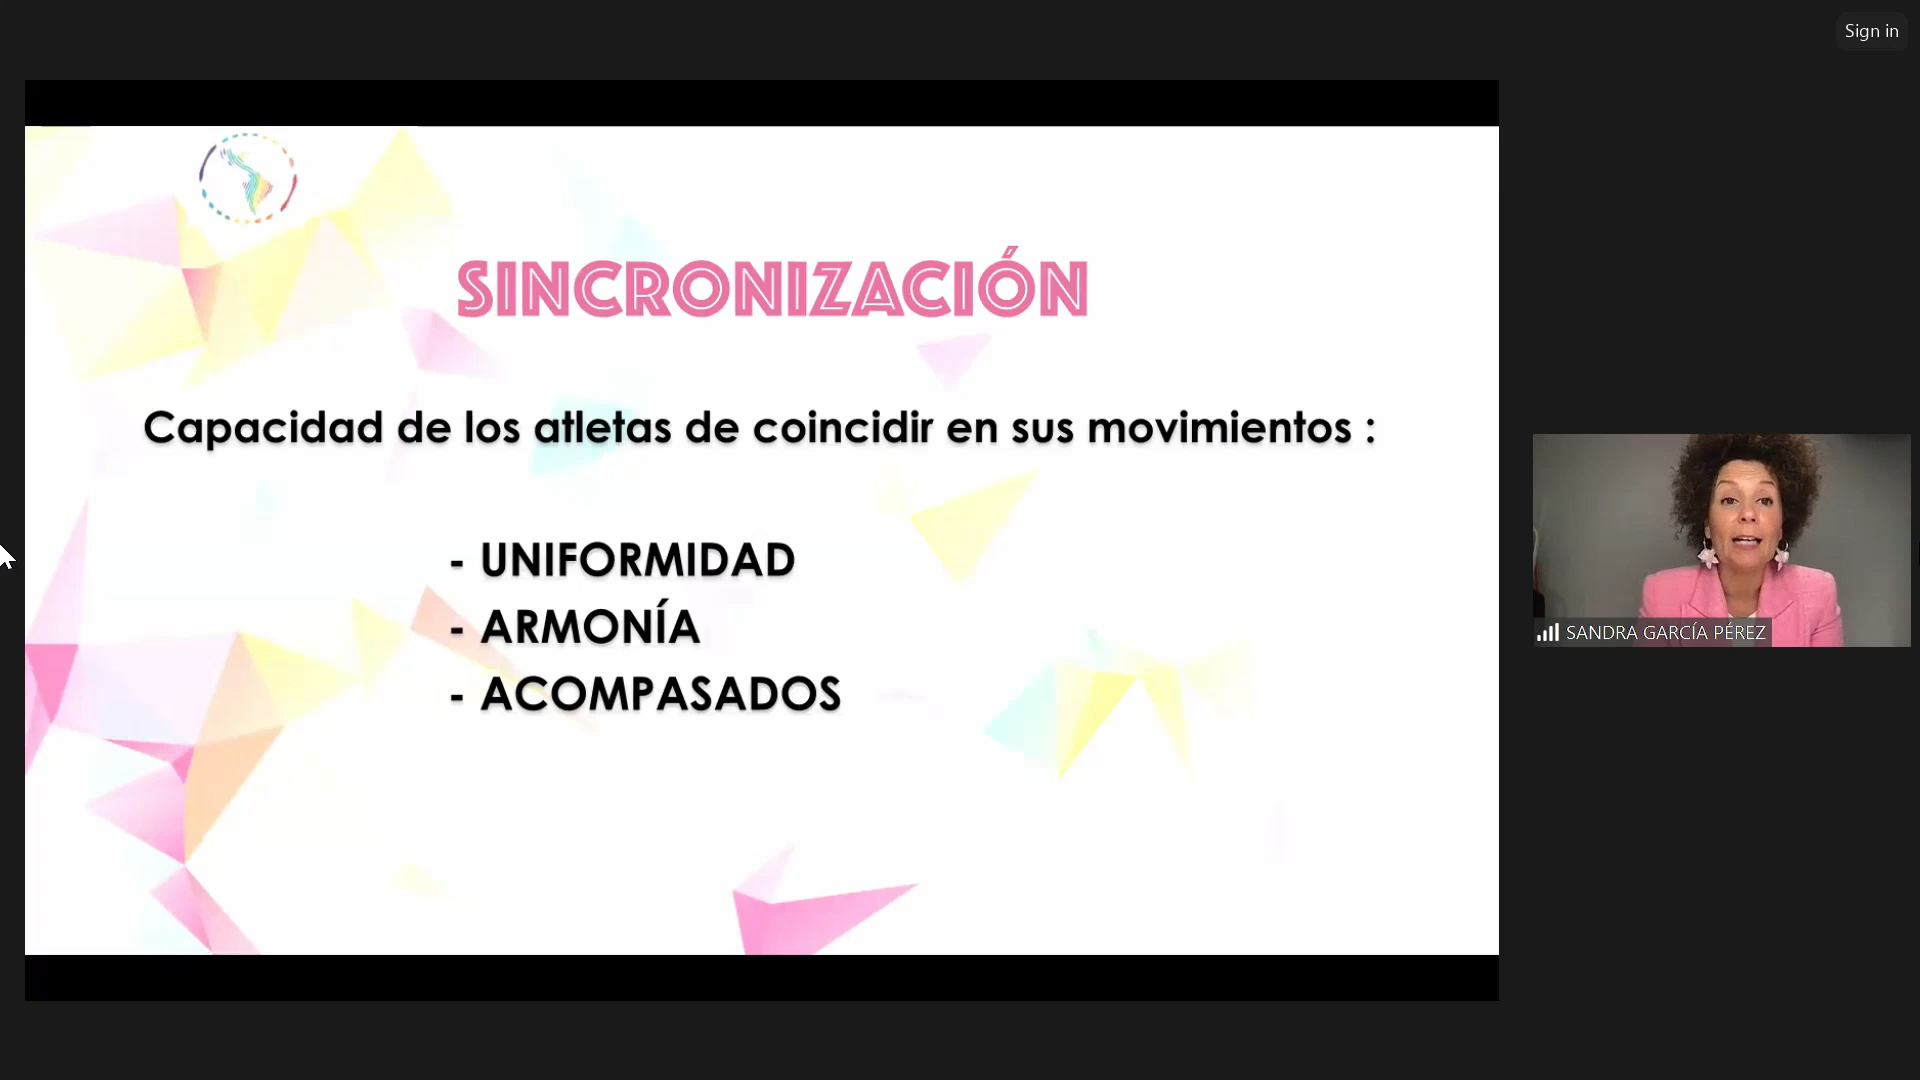 Sign in
SINCRONIZACIÓN
Capacidad de los atletas de coincidir en sus movimientos :
- UNIFORMIDAD
- ARMONÍA
- ACOMPASADOS
SANDRA GARCÍA PÉREZ